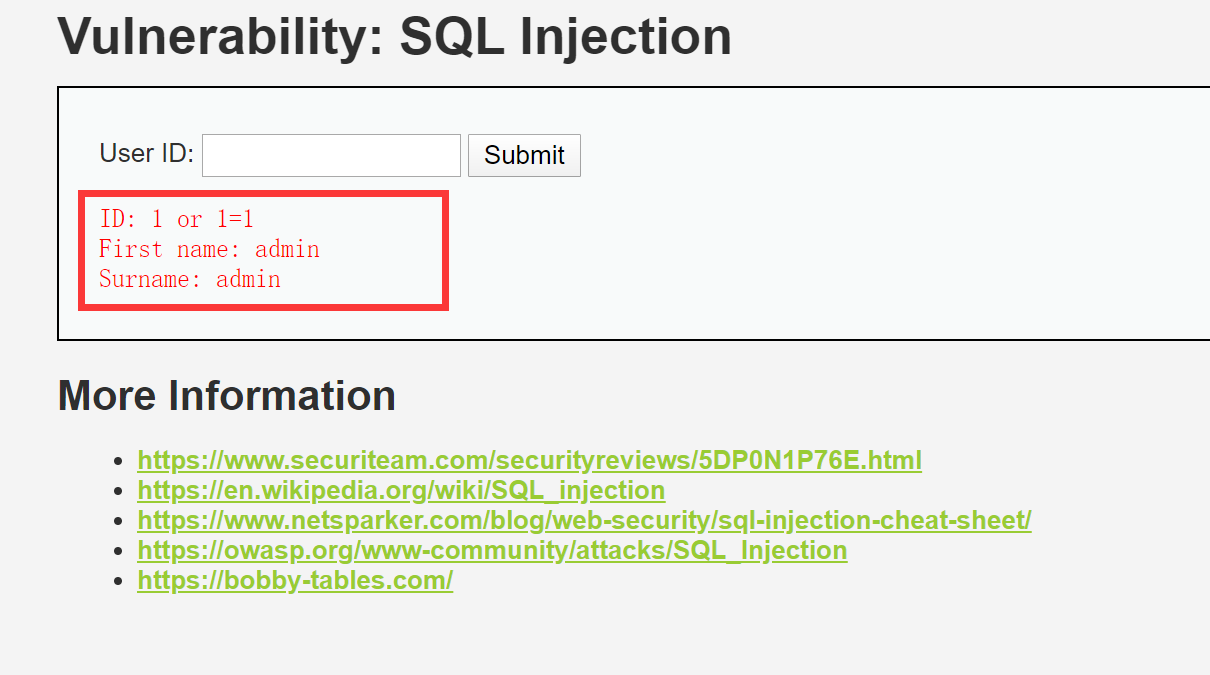 Vulnerability: SQL Injection
User ID: Submit
ID: 1 or 1=1
First name: admin
Surname: admin
More Information
https://www.securiteam.com/securityreviews/5DP0N1P76E.html
https://en.wikipedia.org/wiki/SQL_injection
https://www.netsparker.com/blog/web-security/sql-injection-cheat-sheet/
https://owasp.org/www-community/attacks/SQL_Injection
https://bobby-tables.com/